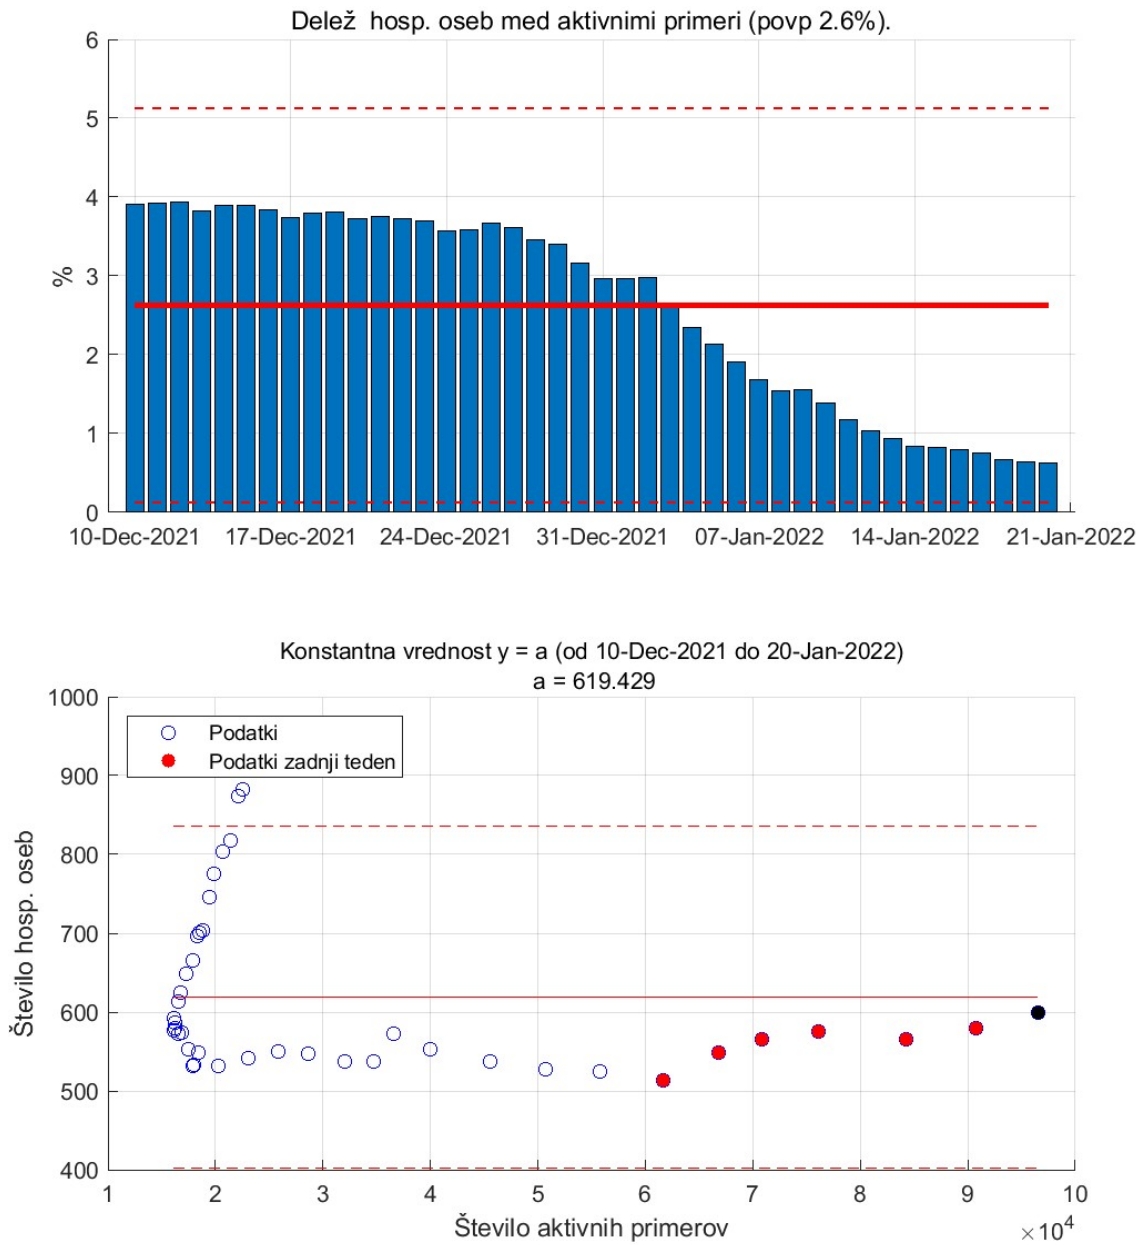 Delež  hosp. oseb med aktivnimi primeri (povp 2.6%).
6
5
4
3
2
1
0
%
10-Dec-2021 17-Dec-2021 24-Dec-2021 31-Dec-2021 07-Jan-2022 14-Jan-2022 21-Jan-2022
Konstantna vrednost y = a (od 10-Dec-2021 do 20-Jan-2022)
a = 619.429
1000
900
800
700
600
500
400
Število hosp. oseb
Podatki
Podatki zadnji teden
1 2 3 4 5 6 7 8 9 10
Število aktivnih primerov
×10⁴